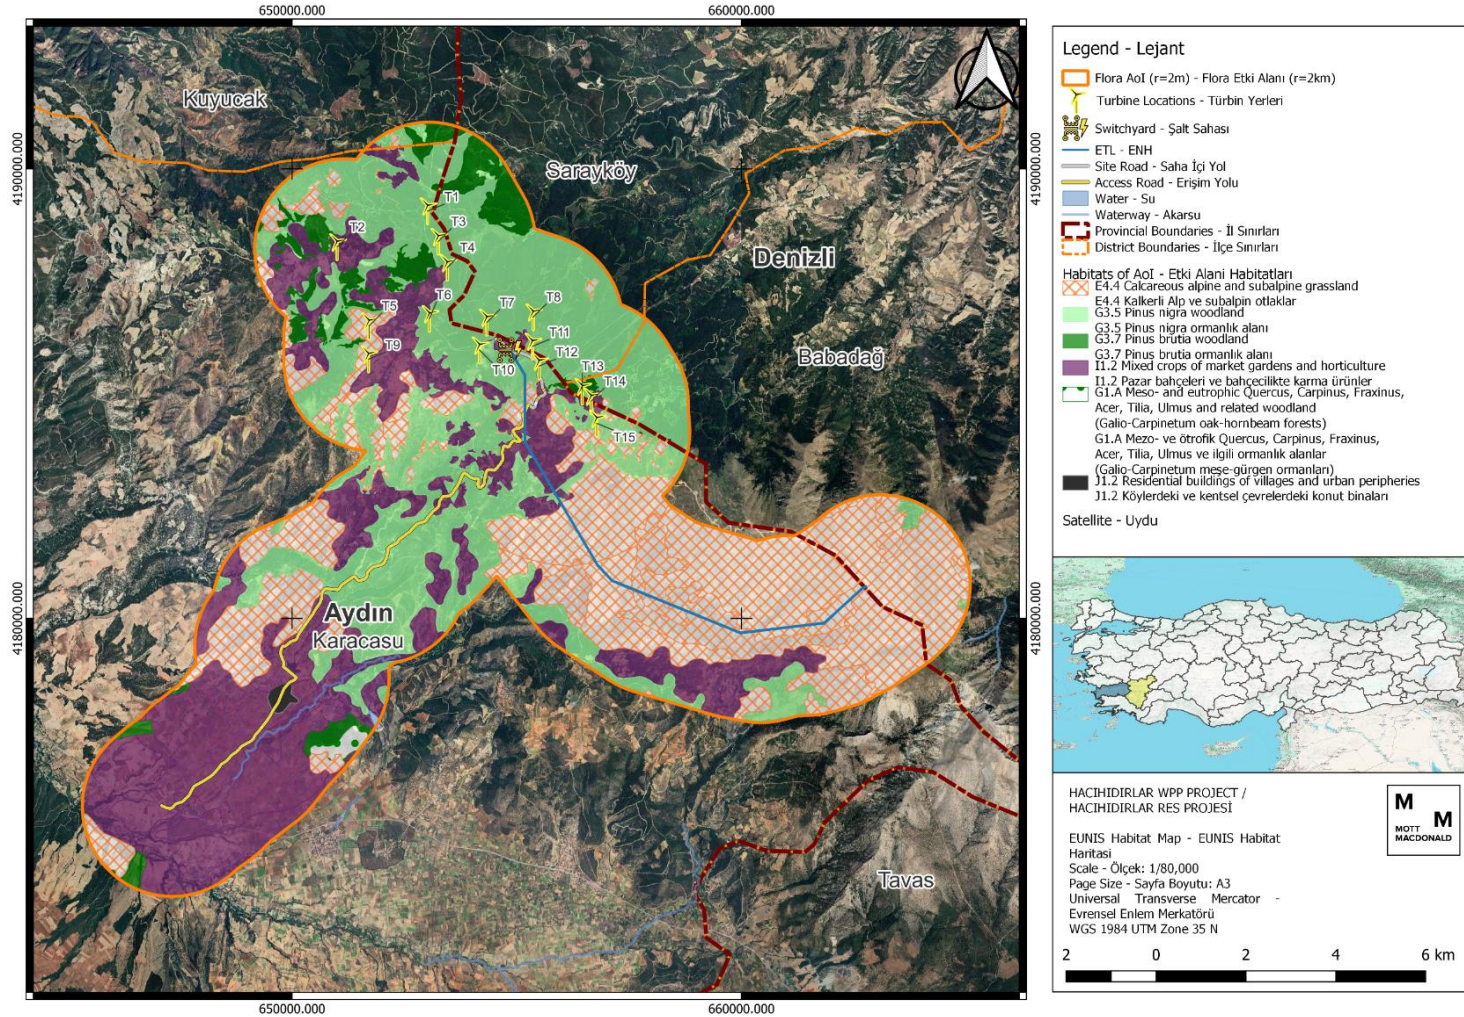 650000.000
660000.000
4190000.000
4180000.000
4190000.000
4180000.000
650000.000
660000.000
Kuyucak
Sarayköy
Denizli
Babadağ
Aydın
Karacasu
Tavas
T1
T3
T2
T4
T6
T5
T7
T8
T9
T11
T10
T12
T13
T14
T15
Legend - Lejant
Flora AoI (r=2m) - Flora Etki Alanı (r=2km)
Turbine Locations - Türbin Yerleri
Switchyard - Şalt Sahası
ETL - ENH
Site Road - Saha İçi Yol
Access Road - Erişim Yolu
Water - Su
Waterway - Akarsu
Provincial Boundaries - İl Sınırları
District Boundaries - İlçe Sınırları
Habitats of AoI - Etki Alani Habitatları
E4.4 Calcareous alpine and subalpine grassland
E4.4 Kalkerli Alp ve subalpin otlaklar
G3.5 Pinus nigra woodland
G3.5 Pinus nigra ormanlık alanı
G3.7 Pinus brutia woodland
G3.7 Pinus brutia ormanlık alanı
I1.2 Mixed crops of market gardens and horticulture
I1.2 Pazar bahçeleri ve bahçecilikte karma ürünler
G1.A Meso- and eutrophic Quercus, Carpinus, Fraxinus,
Acer, Tilia, Ulmus and related woodland
(Galio-Carpinetum oak-hornbeam forests)
G1.A Mezo- ve ötrofik Quercus, Carpinus, Fraxinus,
Acer, Tilia, Ulmus ve ilgili ormanlık alanlar
(Galio-Carpinetum meşe-gürgen ormanları)
J1.2 Residential buildings of villages and urban peripheries
J1.2 Köylerdeki ve kentsel çevrelerdeki konut binaları
Satellite - Uydu
HACIHIDIRLAR WPP PROJECT /
HACIHIDIRLAR RES PROJESİ
M
M
MOTT
MACDONALD
EUNIS Habitat Map - EUNIS Habitat
Haritasi
Scale - Ölçek: 1/80,000
Page Size - Sayfa Boyutu: A3
Universal Transverse Mercator -
Evrensel Enlem Merkatörü
WGS 1984 UTM Zone 35 N
2 0 2 4 6 km